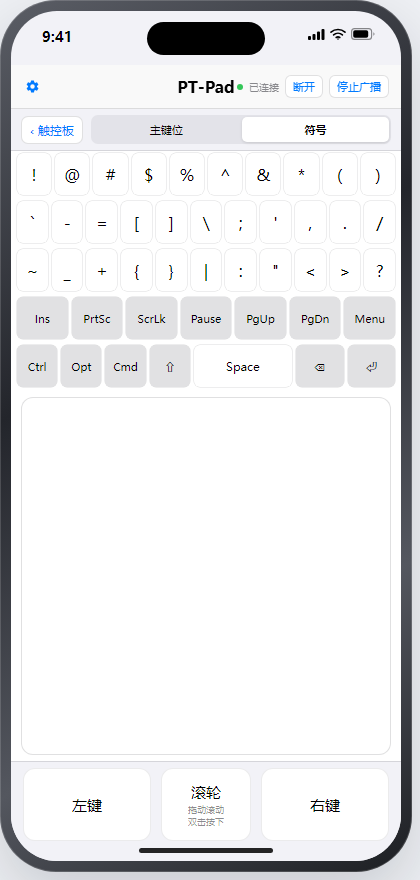 9:41
PT-Pad 已连接 断开 停止广播
‹ 触控板 主键位 符号
! @ # $ % ^ & * ( )
` - = [ ] \ ; ' , . /
~ _ + { } | : " < > ?
Ins PrtSc ScrLk Pause PgUp PgDn Menu
Ctrl Opt Cmd ⇧ Space ⌫ ⏎
左键 滚轮 右键
拖动滚动
双击按下